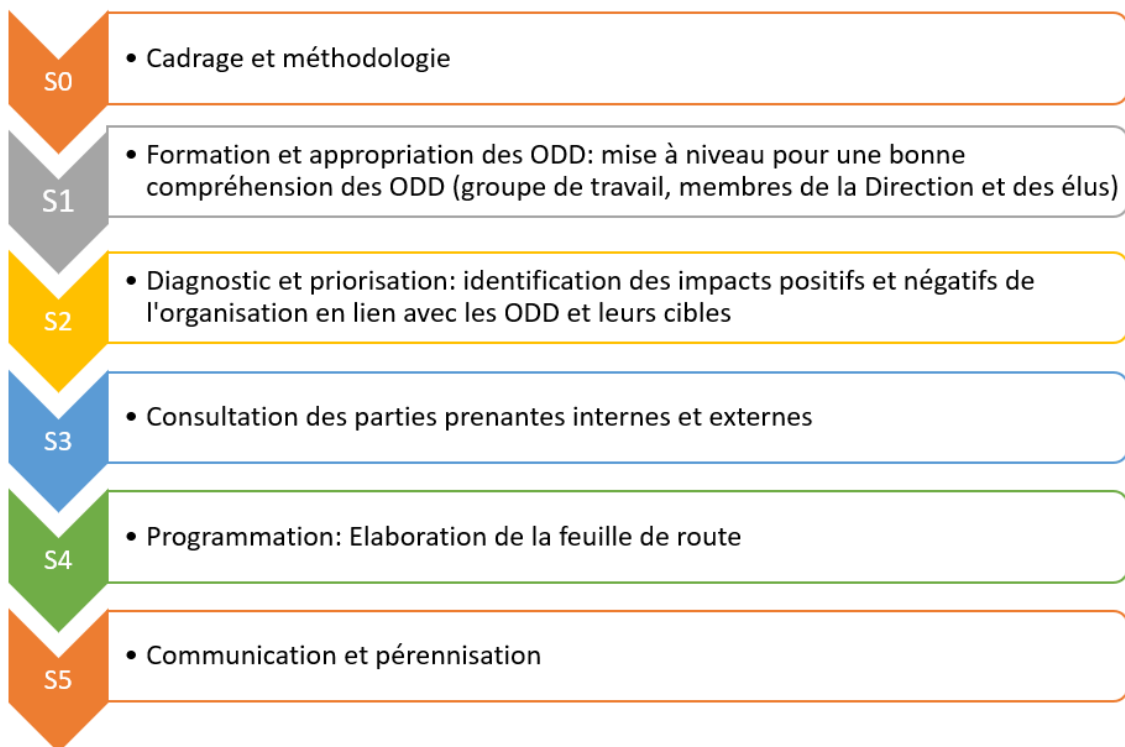 S0
• Cadrage et méthodologie
S1
• Formation et appropriation des ODD: mise à niveau pour une bonne
compréhension des ODD (groupe de travail, membres de la Direction et des élus)
S2
• Diagnostic et priorisation: identification des impacts positifs et négatifs de
l'organisation en lien avec les ODD et leurs cibles
S3
• Consultation des parties prenantes internes et externes
S4
• Programmation: Elaboration de la feuille de route
S5
• Communication et pérennisation